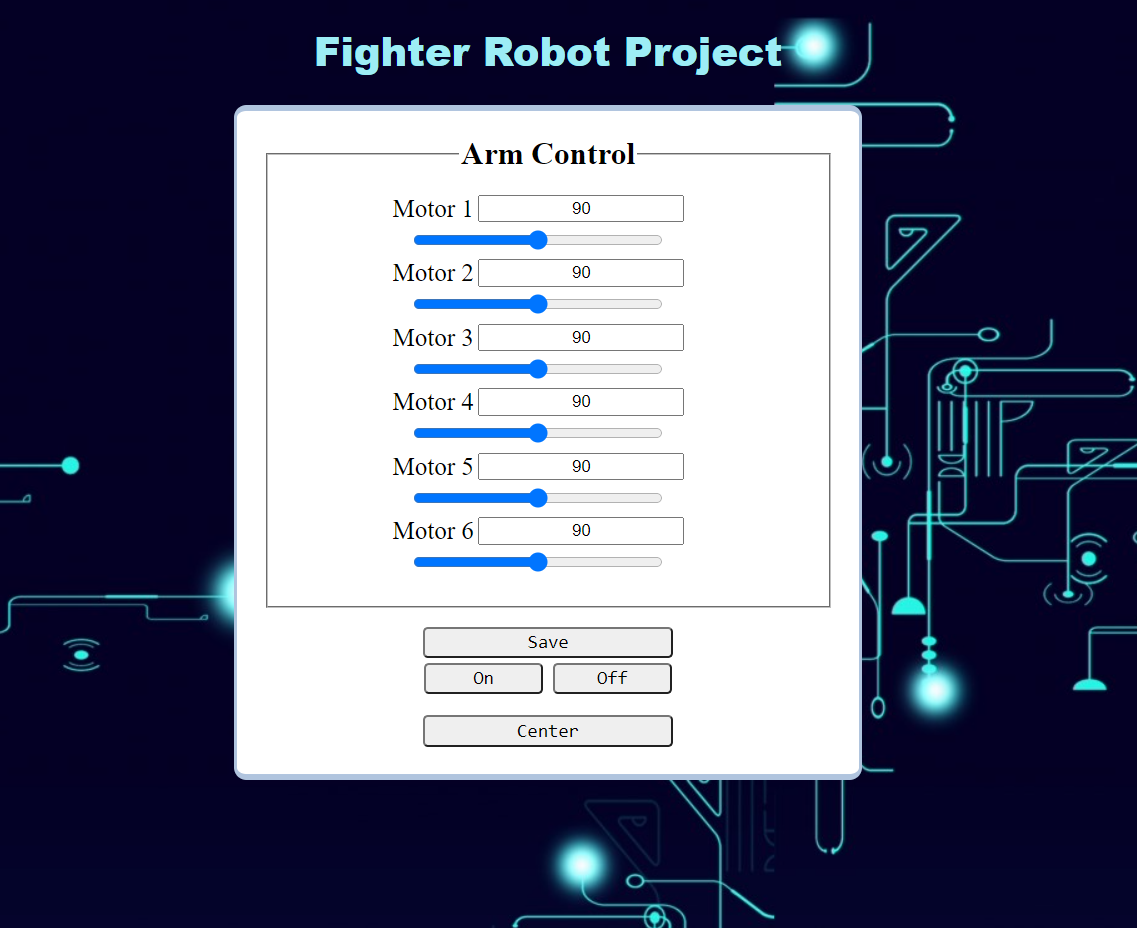 Fighter Robot Project
Arm Control
Motor 1 90
Motor 2 90
Motor 3 90
Motor 4 90
Motor 5 90
Motor 6 90
Save
On Off
Center